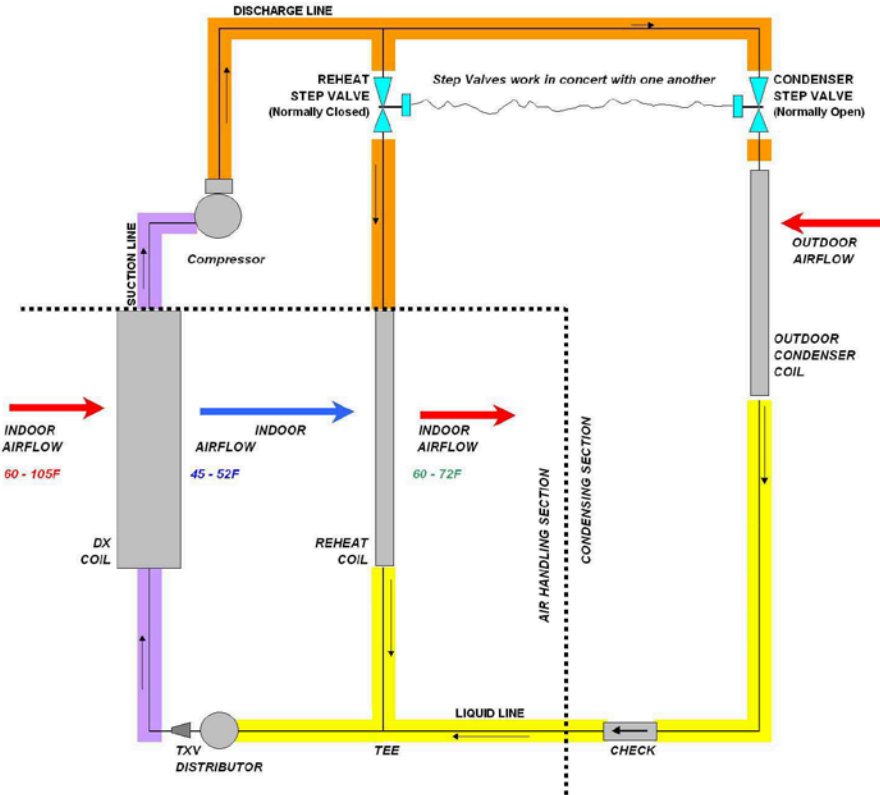 DISCHARGE LINE
REHEAT
STEP VALVE
(Normally Closed)
Step Valves work in concert with one another
CONDENSER
STEP VALVE
(Normally Open)
SUCTION LINE
Compressor
OUTDOOR
AIRFLOW
OUTDOOR
CONDENSER
COIL
INDOOR
AIRFLOW
60 - 105F
INDOOR
AIRFLOW
45 - 52F
INDOOR
AIRFLOW
60 - 72F
DX
COIL
REHEAT
COIL
AIR HANDLING SECTION
CONDENSING SECTION
LIQUID LINE
TXV
DISTRIBUTOR
TEE
CHECK